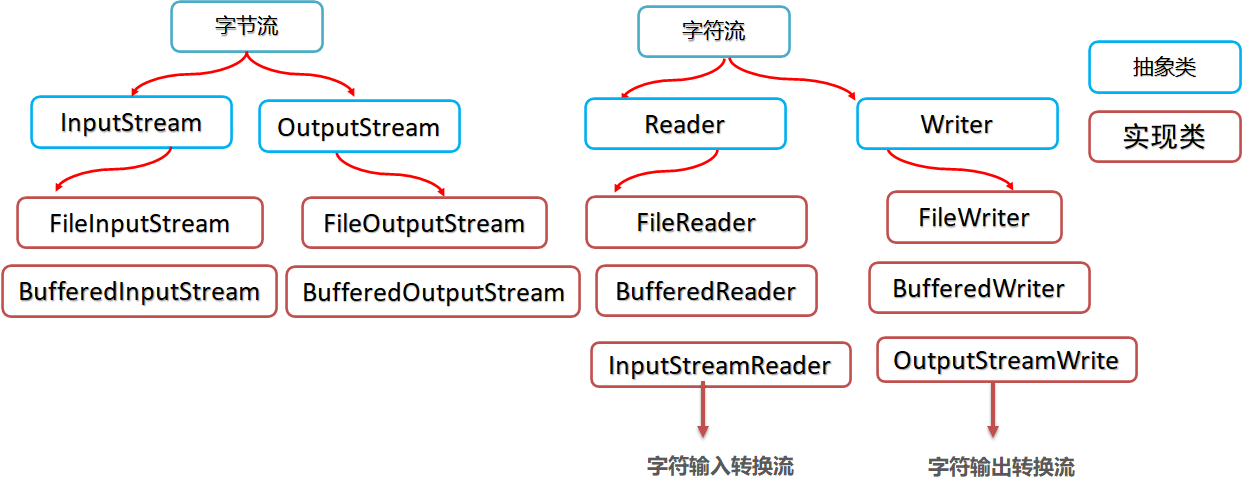 字节流
字符流
抽象类
InputStream
OutputStream
Reader
Writer
实现类
FileInputStream
FileOutputStream
FileReader
FileWriter
BufferedInputStream
BufferedOutputStream
BufferedReader
BufferedWriter
InputStreamReader
OutputStreamWrite
字符输入转换流
字符输出转换流